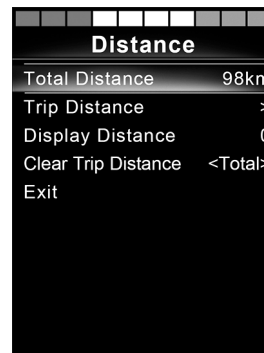 Distance
Total Distance 98km
Trip Distance >
Display Distance 0
Clear Trip Distance <Total>
Exit